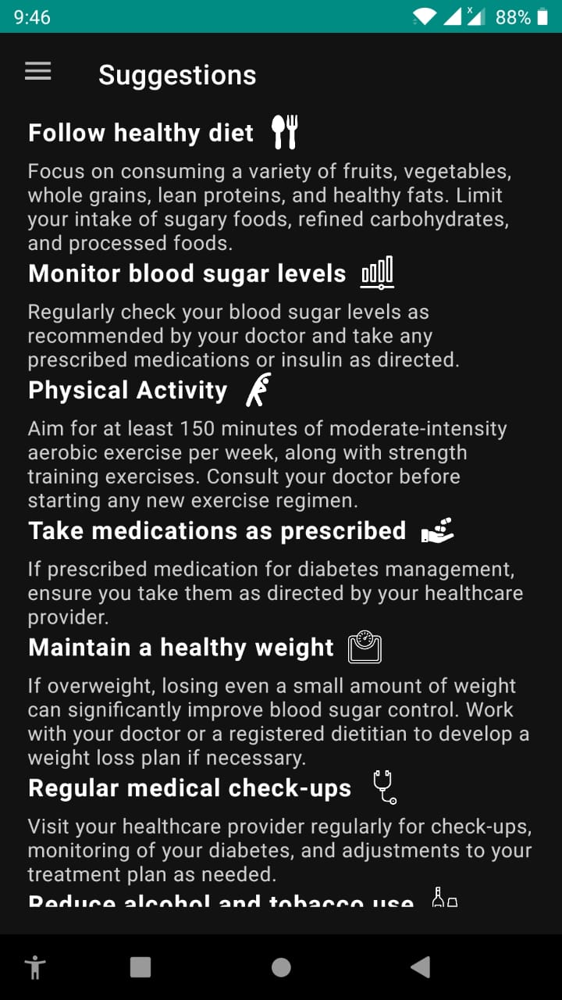 9:46
88%
Suggestions
Follow healthy diet
Focus on consuming a variety of fruits, vegetables,
whole grains, lean proteins, and healthy fats. Limit
your intake of sugary foods, refined carbohydrates,
and processed foods.
Monitor blood sugar levels
Regularly check your blood sugar levels as
recommended by your doctor and take any
prescribed medications or insulin as directed.
Physical Activity
Aim for at least 150 minutes of moderate-intensity
aerobic exercise per week, along with strength
training exercises. Consult your doctor before
starting any new exercise regimen.
Take medications as prescribed
If prescribed medication for diabetes management,
ensure you take them as directed by your healthcare
provider.
Maintain a healthy weight
If overweight, losing even a small amount of weight
can significantly improve blood sugar control. Work
with your doctor or a registered dietitian to develop a
weight loss plan if necessary.
Regular medical check-ups
Visit your healthcare provider regularly for check-ups,
monitoring of your diabetes, and adjustments to your
treatment plan as needed.
Reduce alcohol and tobacco use